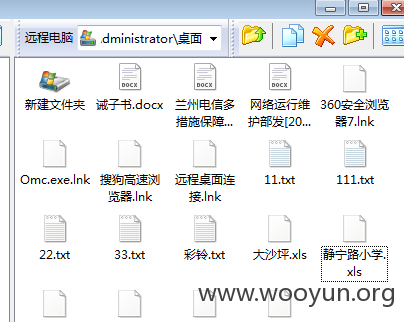 远程电脑 .dministrator\桌面
新建文件夹 诫子书.docx 兰州电信多措施保障... 网络运行维护部发[20... 360安全浏览器7.lnk
Omc.exe.lnk 搜狗高速浏览器.lnk 远程桌面连接.lnk 11.txt 111.txt
22.txt 33.txt 彩铃.txt 大沙坪.xls 静宁路小学.xls
www.wooyun.org